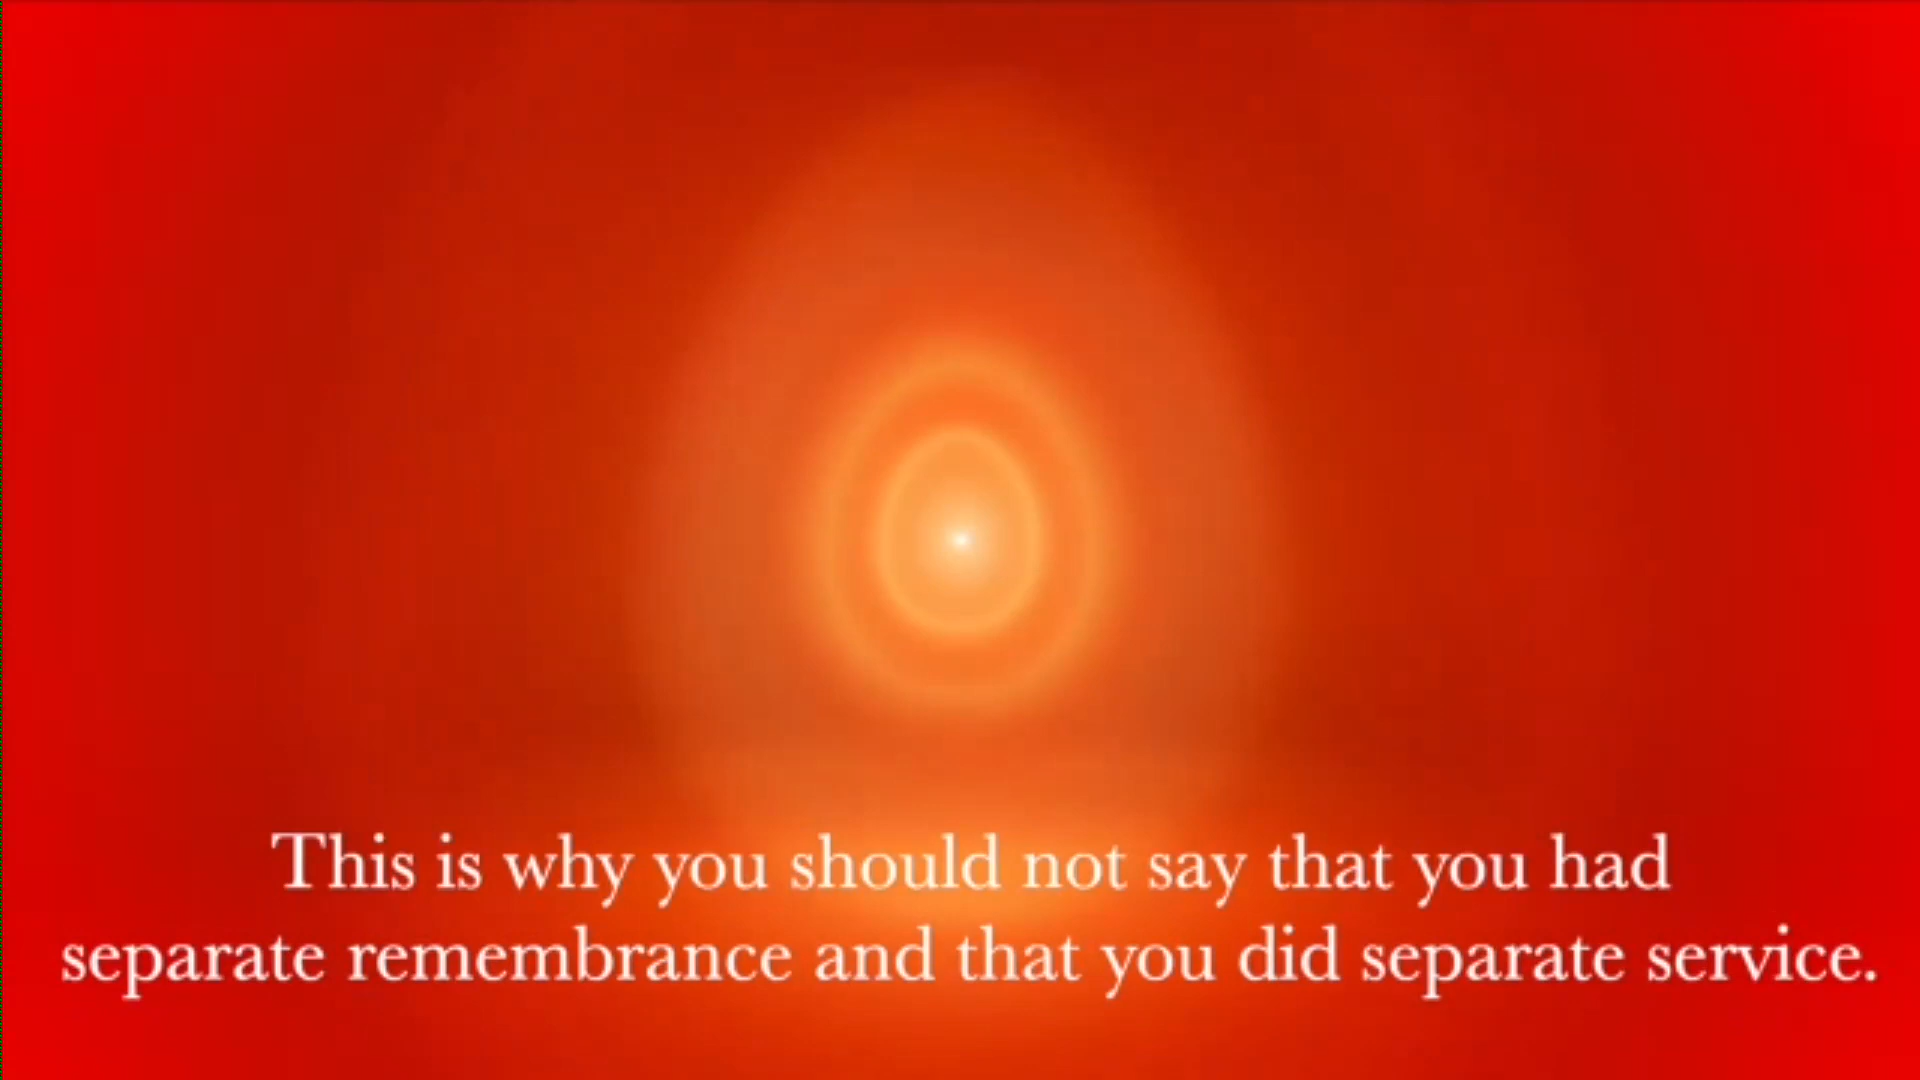 This is why you should not say that you had
separate remembrance and that you did separate service.